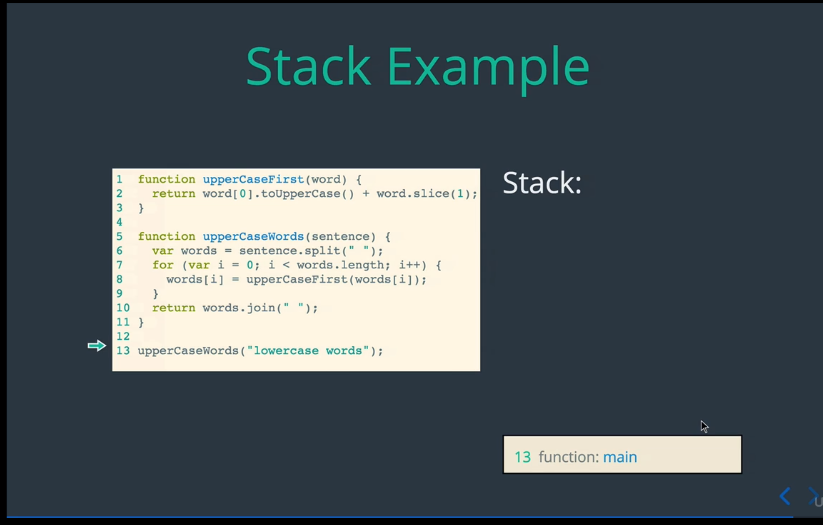 Stack Example
1 function upperCaseFirst(word) {
2 return word[0].toUpperCase() + word.slice(1);
3 }
4
5 function upperCaseWords(sentence) {
6 var words = sentence.split(" ");
7 for (var i = 0; i < words.length; i++) {
8 words[i] = upperCaseFirst(words[i]);
9 }
10 return words.join(" ");
11 }
12
13 upperCaseWords("lowercase words");
Stack:
13 function: main